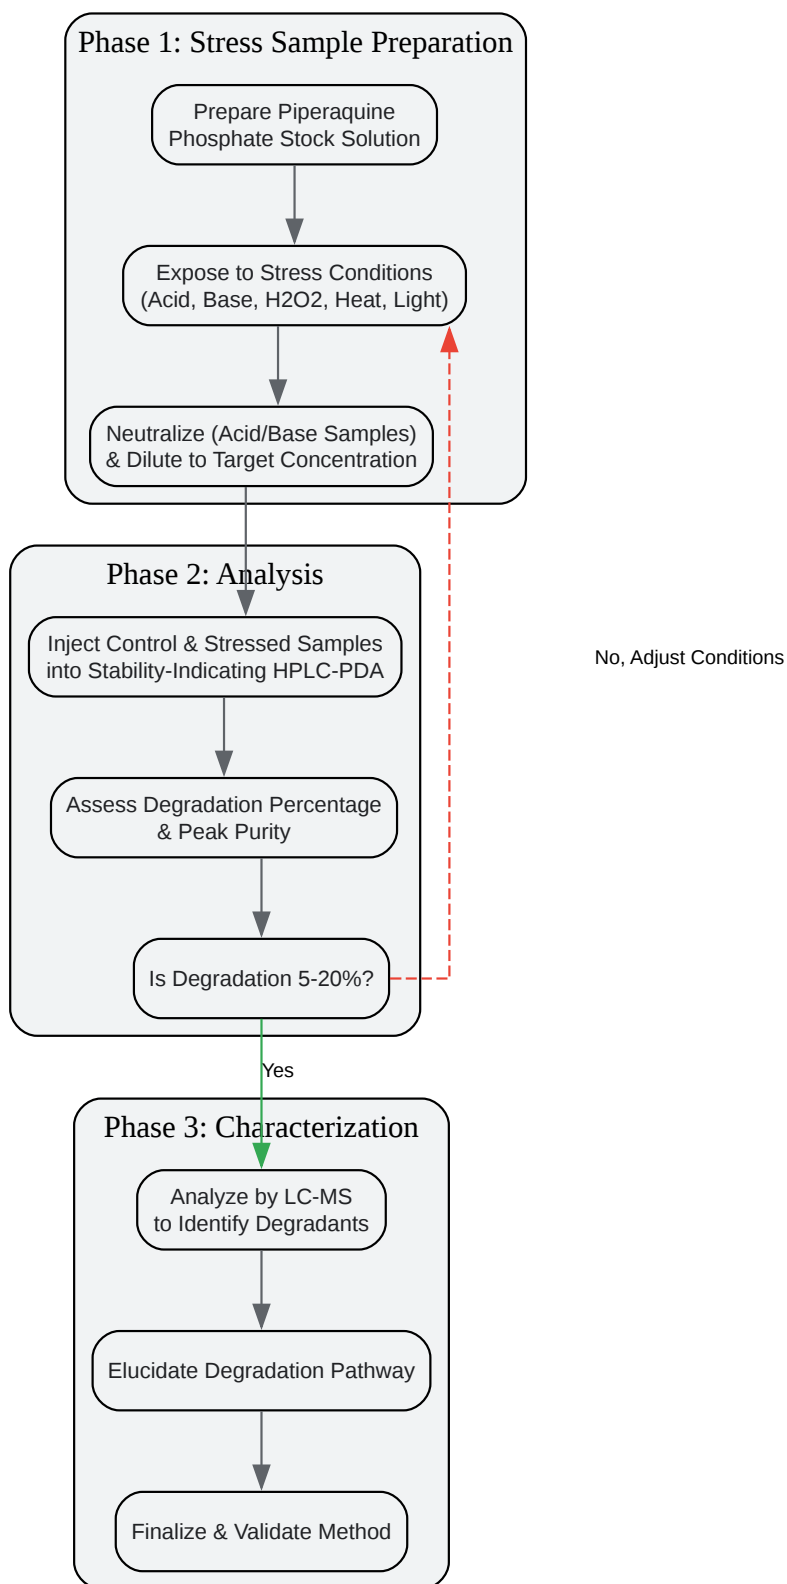 Phase 1: Stress Sample Preparation
Prepare Piperaquine
Phosphate Stock Solution
Expose to Stress Conditions
(Acid, Base, H2O2, Heat, Light)
Neutralize (Acid/Base Samples)
& Dilute to Target Concentration
Phase 2: Analysis
Inject Control & Stressed Samples
into Stability-Indicating HPLC-PDA
No, Adjust Conditions
Assess Degradation Percentage
& Peak Purity
Is Degradation 5-20%?
Yes
Phase 3: Characterization
Analyze by LC-MS
to Identify Degradants
Elucidate Degradation Pathway
Finalize & Validate Method